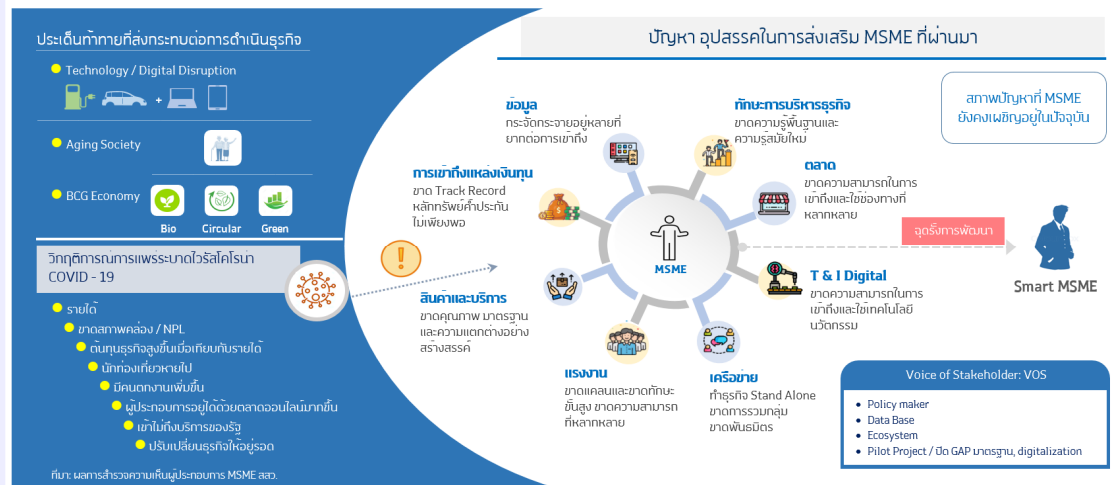 ประเด็นท้าทายที่ส่งกระทบต่อการดำเนินธุรกิจ
Technology / Digital Disruption
Aging Society
BCG Economy
Bio
Circular
Green
วิกฤติการณ์การแพร่ระบาดไวรัสโคโรน่า
COVID - 19
รายได้
ขาดสภาพคล่อง / NPL
ต้นทุนธุรกิจสูงขึ้นเมื่อเทียบกับรายได้
นักท่องเที่ยวหายไป
มีคนตกงานเพิ่มขึ้น
ผู้ประกอบการอยู่ได้ด้วยตลาดออนไลน์มากขึ้น
เข้าไม่ถึงบริการของรัฐ
ปรับเปลี่ยนธุรกิจให้อยู่รอด
ที่มา: ผลการสำรวจความเห็นผู้ประกอบการ MSME สสว.
ปัญหา อุปสรรคในการส่งเสริม MSME ที่ผ่านมา
สภาพปัญหาที่ MSME
ยังคงเผชิญอยู่ในปัจจุบัน
ข้อมูล
กระจัดกระจายอยู่หลายที่
ยากต่อการเข้าถึง
ทักษะการบริหารธุรกิจ
ขาดความรู้พื้นฐานและ
ความรู้สมัยใหม่
การเข้าถึงแหล่งเงินทุน
ขาด Track Record
หลักทรัพย์ค้ำประกัน
ไม่เพียงพอ
ตลาด
ขาดความสามารถในการ
เข้าถึงและใช้ช่องทางที่
หลากหลาย
MSME
ฉุดรั้งการพัฒนา
Smart MSME
สินค้าและบริการ
ขาดคุณภาพ มาตรฐาน
และความแตกต่างอย่าง
สร้างสรรค์
T & I Digital
ขาดความสามารถในการ
เข้าถึงและใช้เทคโนโลยี
นวัตกรรม
แรงงาน
ขาดแคลนและขาดทักษะ
ขั้นสูง ขาดความสามารถ
ที่หลากหลาย
เครือข่าย
ทำธุรกิจ Stand Alone
ขาดการรวมกลุ่ม
ขาดพันธมิตร
Voice of Stakeholder: VOS
Policy maker
Data Base
Ecosystem
Pilot Project / ปิด GAP มาตรฐาน, digitalization